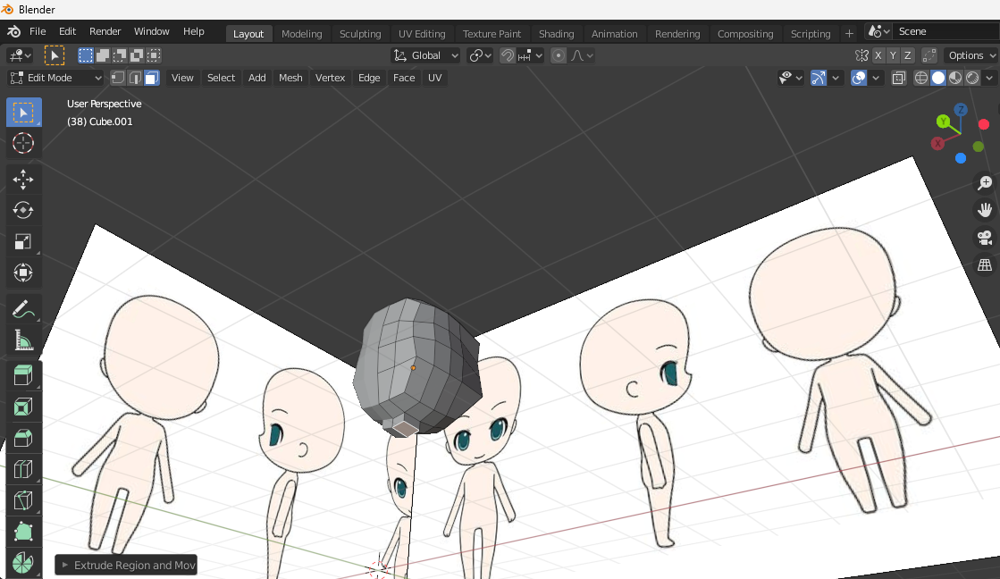 Blender
File Edit Render Window Help Layout Modeling Sculpting UV Editing Texture Paint Shading Animation Rendering Compositing Scripting + Scene
Global X Y Z Options
Edit Mode View Select Add Mesh Vertex Edge Face UV
User Perspective
(38) Cube.001
Z
Y
X
Extrude Region and Mov